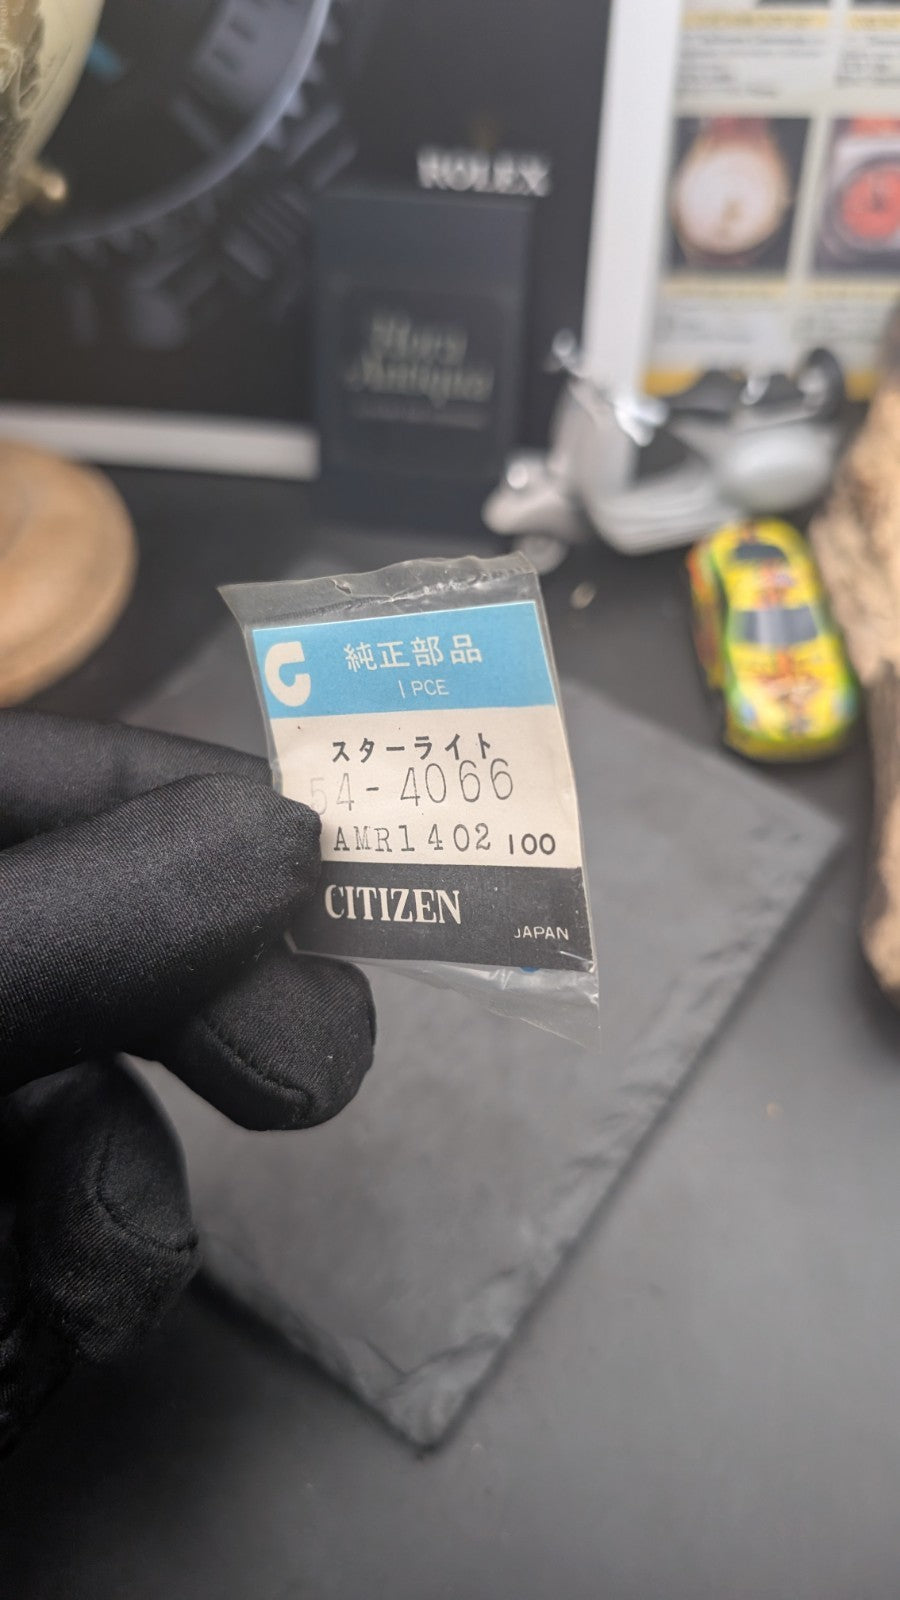 ROLEX
純正部品
1 PCE
スターライト
54-4066
AMR1402 100
CITIZEN
JAPAN